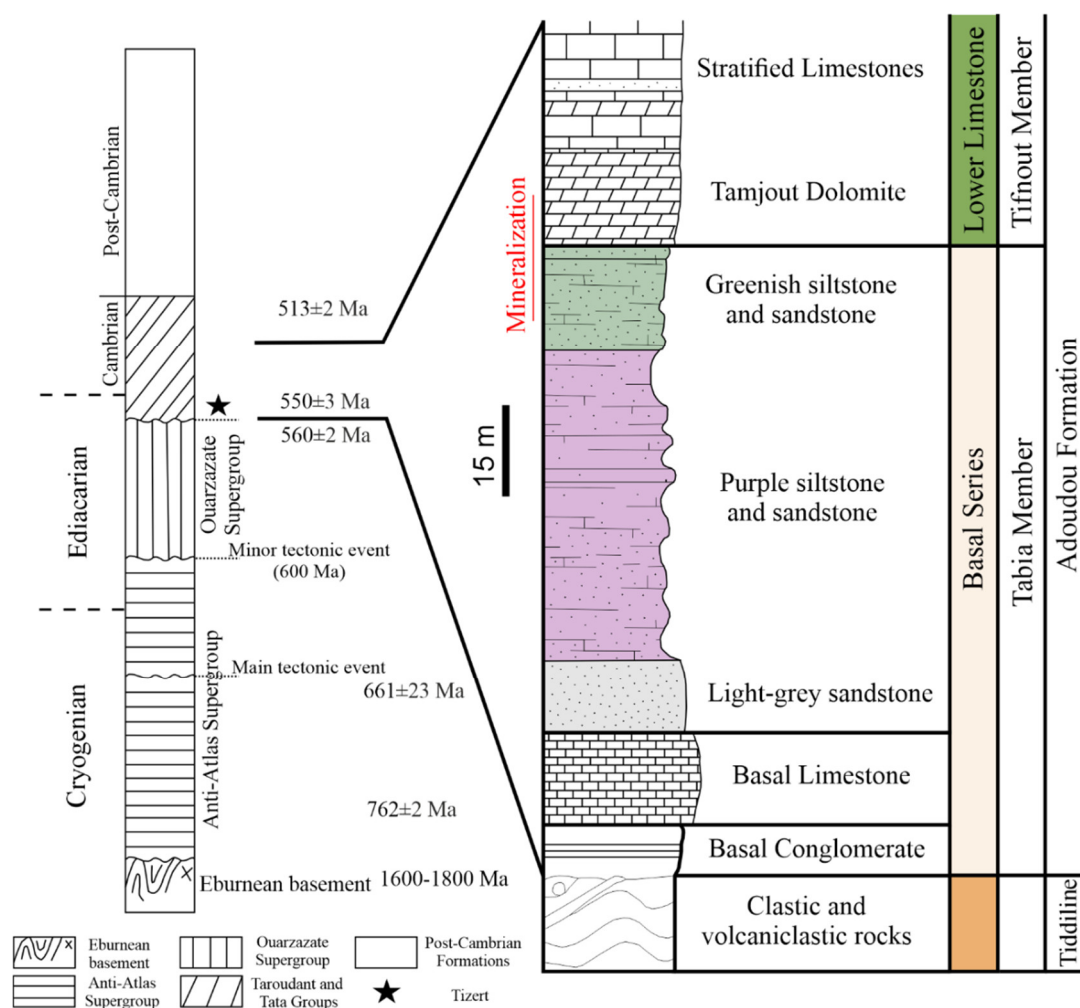 Post-Cambrian
Cambrian
Ediacarian
Cryogenian
513±2 Ma
550±3 Ma
560±2 Ma
Ouarzazate
Supergroup
Minor tectonic event
(600 Ma)
Main tectonic event
661±23 Ma
Anti-Atlas Supergroup
762±2 Ma
Eburnean basement
1600-1800 Ma
Mineralization
15 m
Stratified Limestones
Tamjout Dolomite
Greenish siltstone
and sandstone
Purple siltstone
and sandstone
Light-grey sandstone
Basal Limestone
Basal Conglomerate
Clastic and
volcaniclastic rocks
Lower Limestone
Basal Series
Tifnout Member
Tabia Member
Adoudou Formation
Tiddiline
Eburnean
basement
Ouarzazate
Supergroup
Post-Cambrian
Formations
Anti-Atlas
Supergroup
Taroudant and
Tata Groups
Tizert